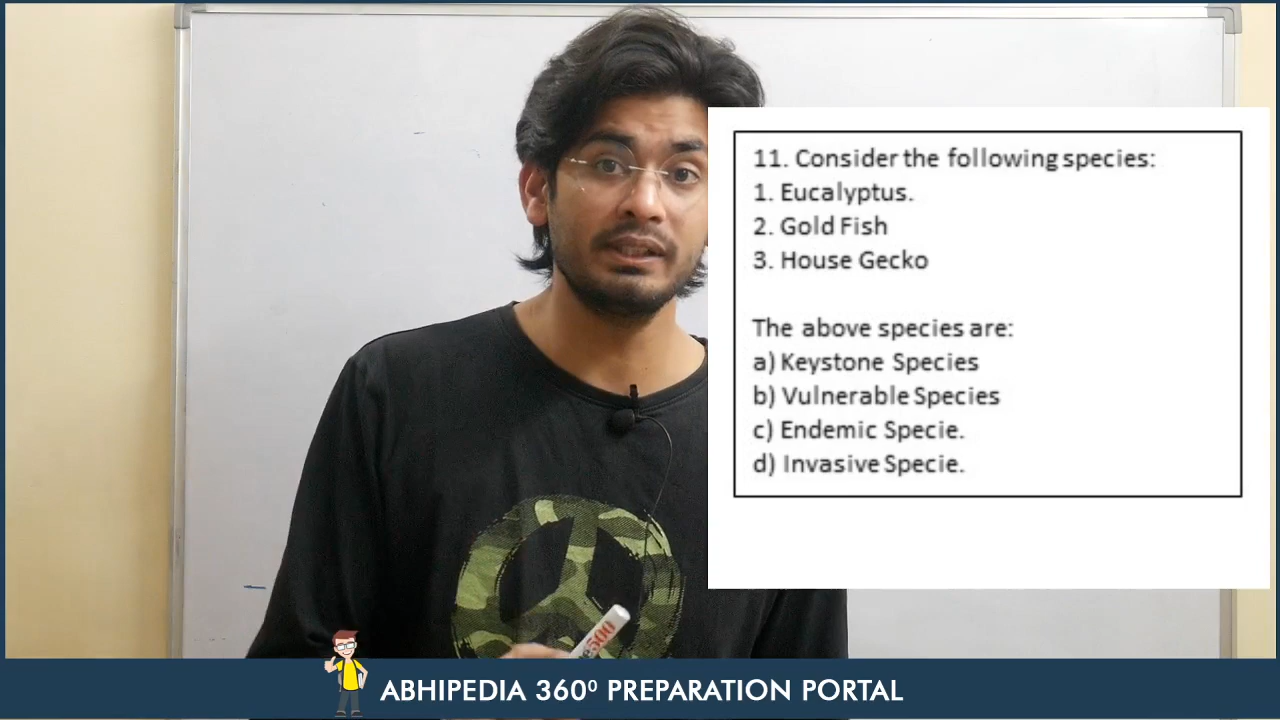 11. Consider the following species:
1. Eucalyptus.
2. Gold Fish
3. House Gecko
The above species are:
a) Keystone Species
b) Vulnerable Species
c) Endemic Specie.
d) Invasive Specie.
500
ABHIPEDIA 360⁰ PREPARATION PORTAL